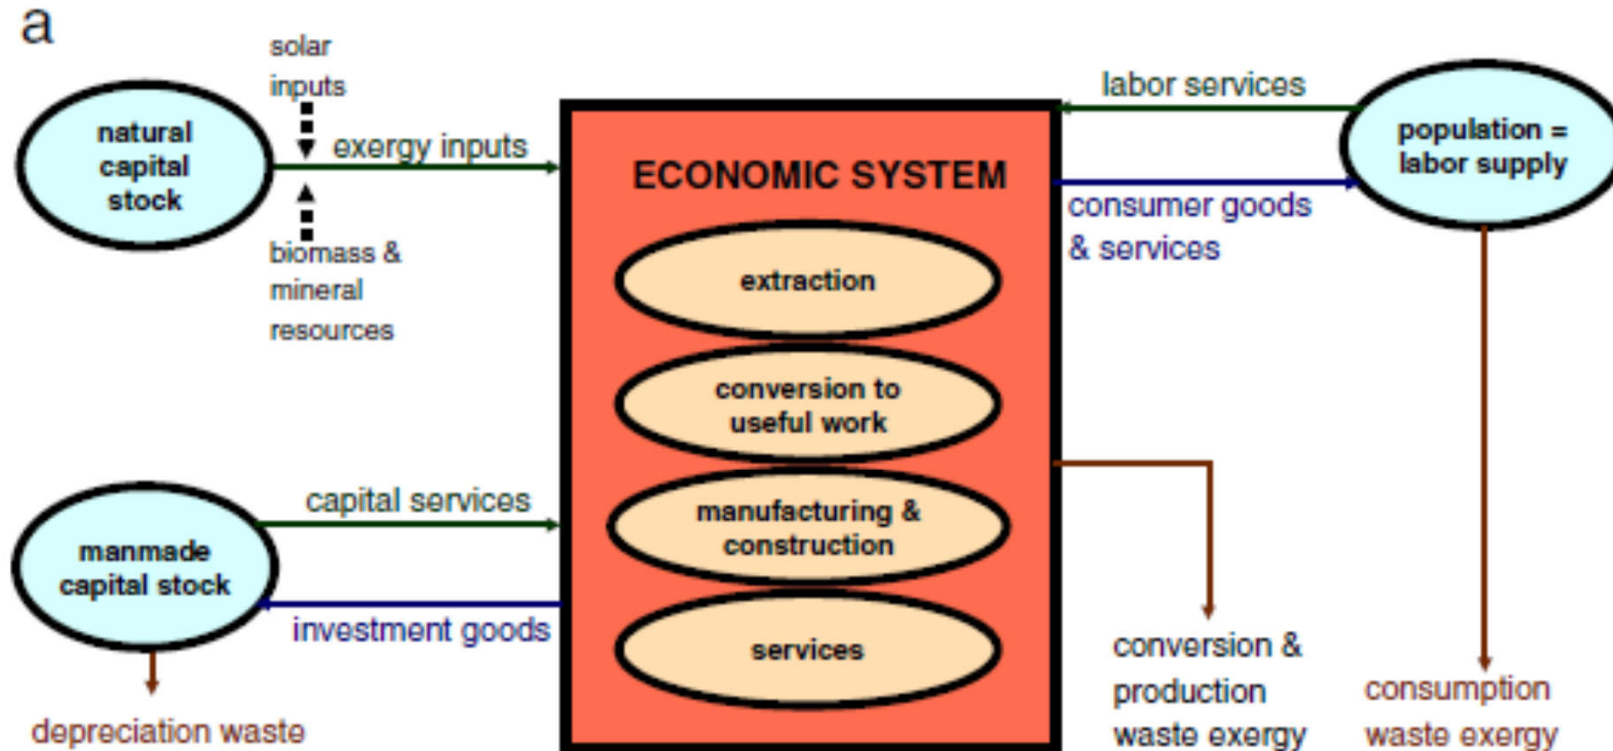 a
solar
inputs
natural
capital
stock
exergy inputs
biomass &
mineral
resources
ECONOMIC SYSTEM
extraction
conversion to
useful work
manufacturing &
construction
services
labor services
population =
labor supply
consumer goods
& services
capital services
manmade
capital stock
investment goods
depreciation waste
conversion &
production
waste exergy
consumption
waste exergy